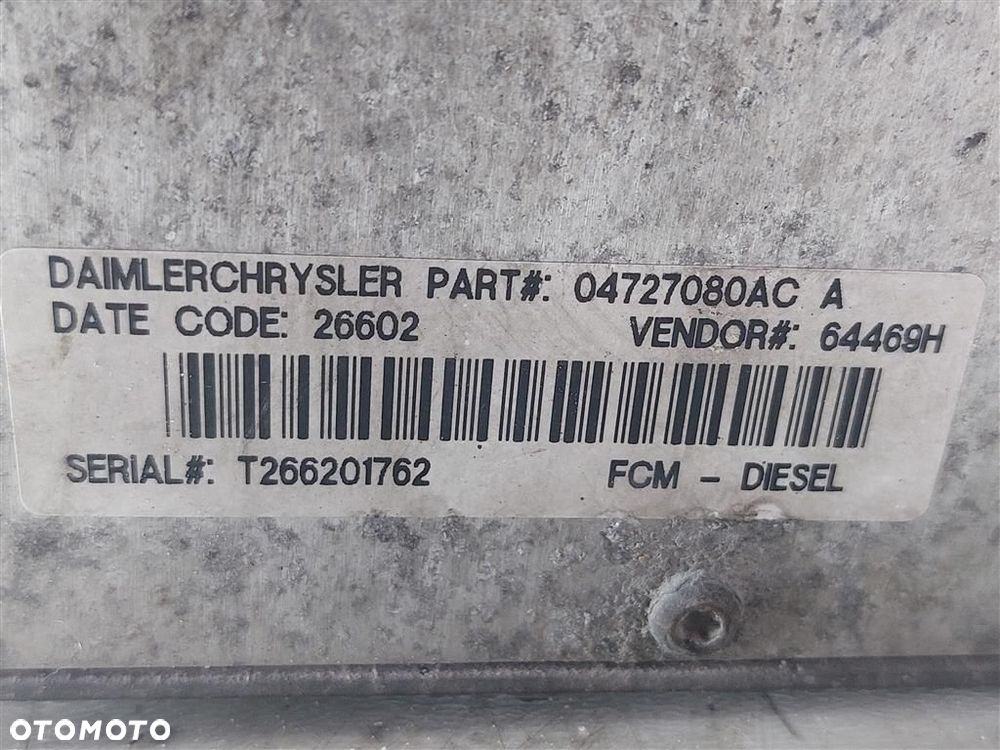 DAIMLERCHRYSLER PART#: 04727080AC A
DATE CODE: 26602 VENDOR#: 64469H
SERIAL#: T266201762 FCM - DIESEL
OTOMOTO